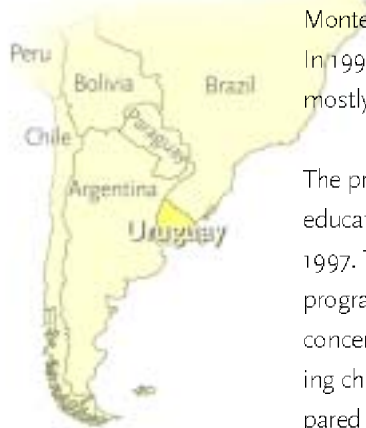 Peru
Bolivia
Brazil
Paraguay
Chile
Argentina
Uruguay
Monte
In 199
mostly
The pr
educat
1997. T
progra
concer
ing ch
pared